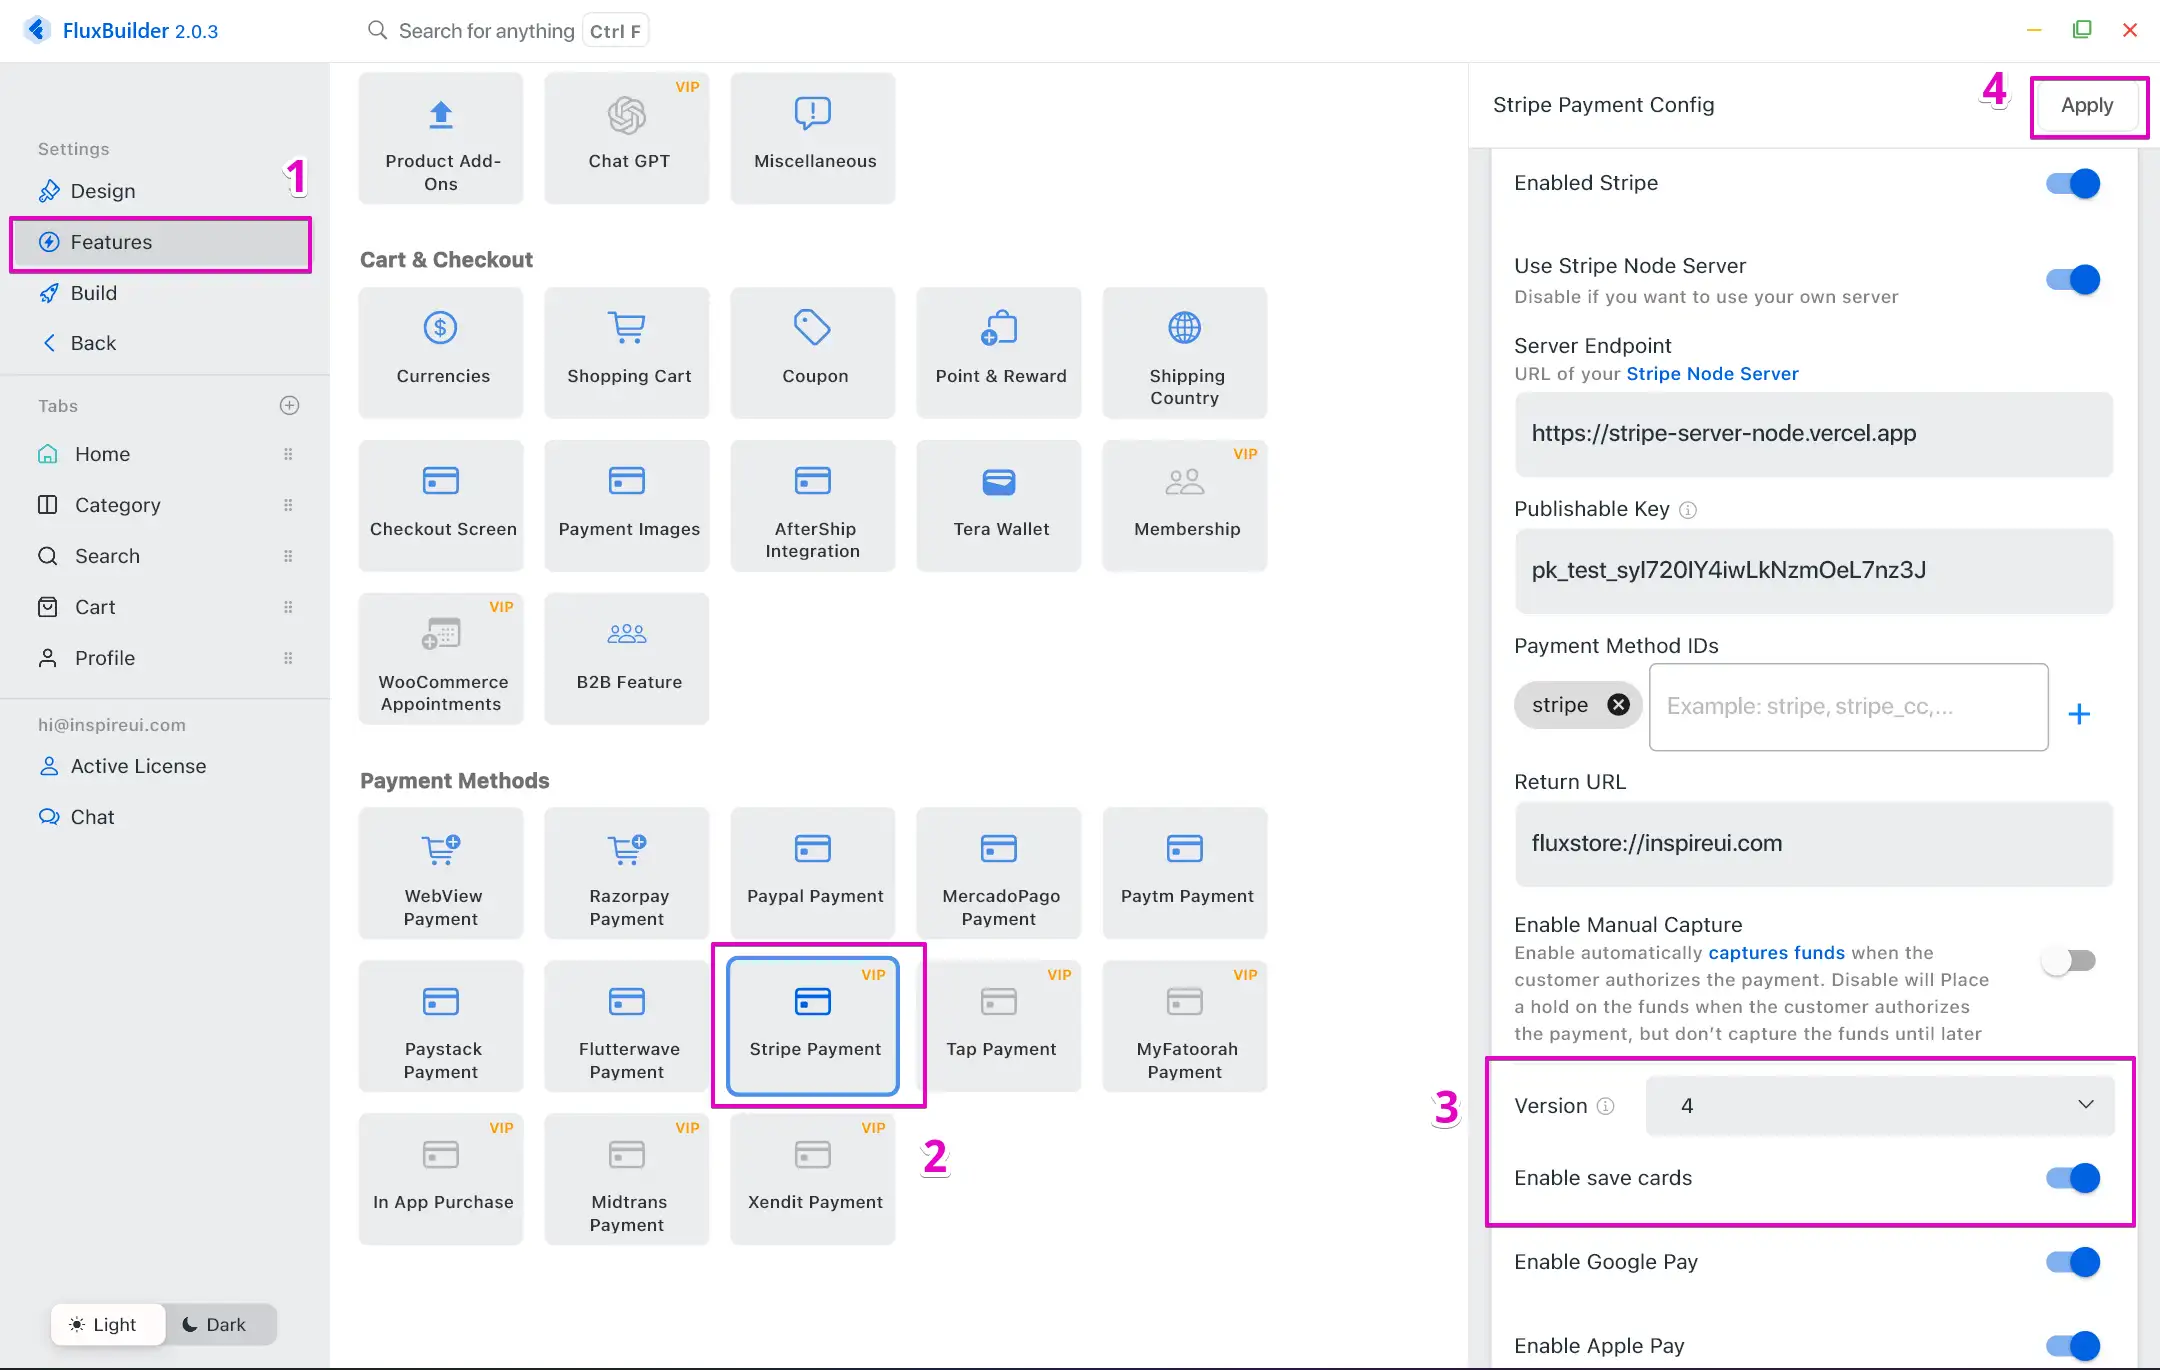 FluxBuilder 2.0.3
Search for anything
Ctrl F
Settings
Design
1
Features
Build
Back
Tabs
Home
Category
Search
Cart
Profile
hi@inspireui.com
Active License
Chat
Light
Dark
Product Add-
Ons
VIP
Chat GPT
Miscellaneous
Cart & Checkout
Currencies
Shopping Cart
Coupon
Point & Reward
Shipping
Country
Checkout Screen
Payment Images
AfterShip
Integration
Tera Wallet
VIP
Membership
VIP
WooCommerce
Appointments
B2B Feature
Payment Methods
WebView
Payment
Razorpay
Payment
Paypal Payment
MercadoPago
Payment
Paytm Payment
Paystack
Payment
Flutterwave
Payment
VIP
Stripe Payment
VIP
Tap Payment
VIP
MyFatoorah
Payment
VIP
In App Purchase
VIP
Midtrans
Payment
VIP
Xendit Payment
2
Stripe Payment Config
4
Apply
Enabled Stripe
Use Stripe Node Server
Disable if you want to use your own server
Server Endpoint
URL of your Stripe Node Server
https://stripe-server-node.vercel.app
Publishable Key
pk_test_syl720IY4iwLkNzmOeL7nz3J
Payment Method IDs
stripe
Example: stripe, stripe_cc,...
Return URL
fluxstore://inspireui.com
Enable Manual Capture
Enable automatically captures funds when the
customer authorizes the payment. Disable will Place
a hold on the funds when the customer authorizes
the payment, but don't capture the funds until later
3
Version
4
Enable save cards
Enable Google Pay
Enable Apple Pay